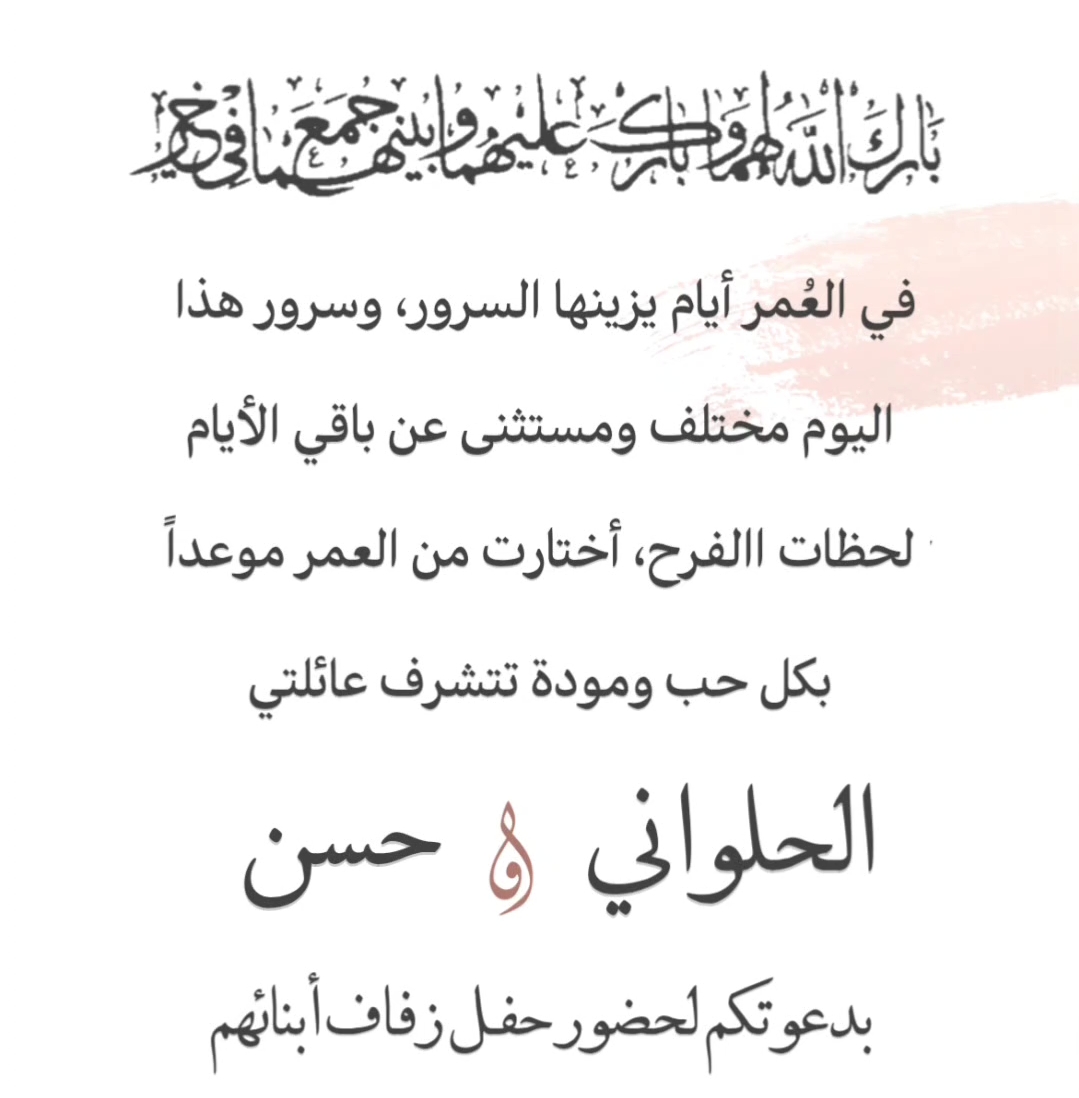 بارك الله لهما وبارك عليهما وجمع بينهما في خير
في العُمر أيام يزينها السرور، وسرور هذا
اليوم مختلف ومستثنى عن باقي الأيام
لحظات االفرح، أختارت من العمر موعداً
بكل حب ومودة تتشرف عائلتي
الحلواني و حسن
بدعوتكم لحضور حفل زفاف أبنائهم